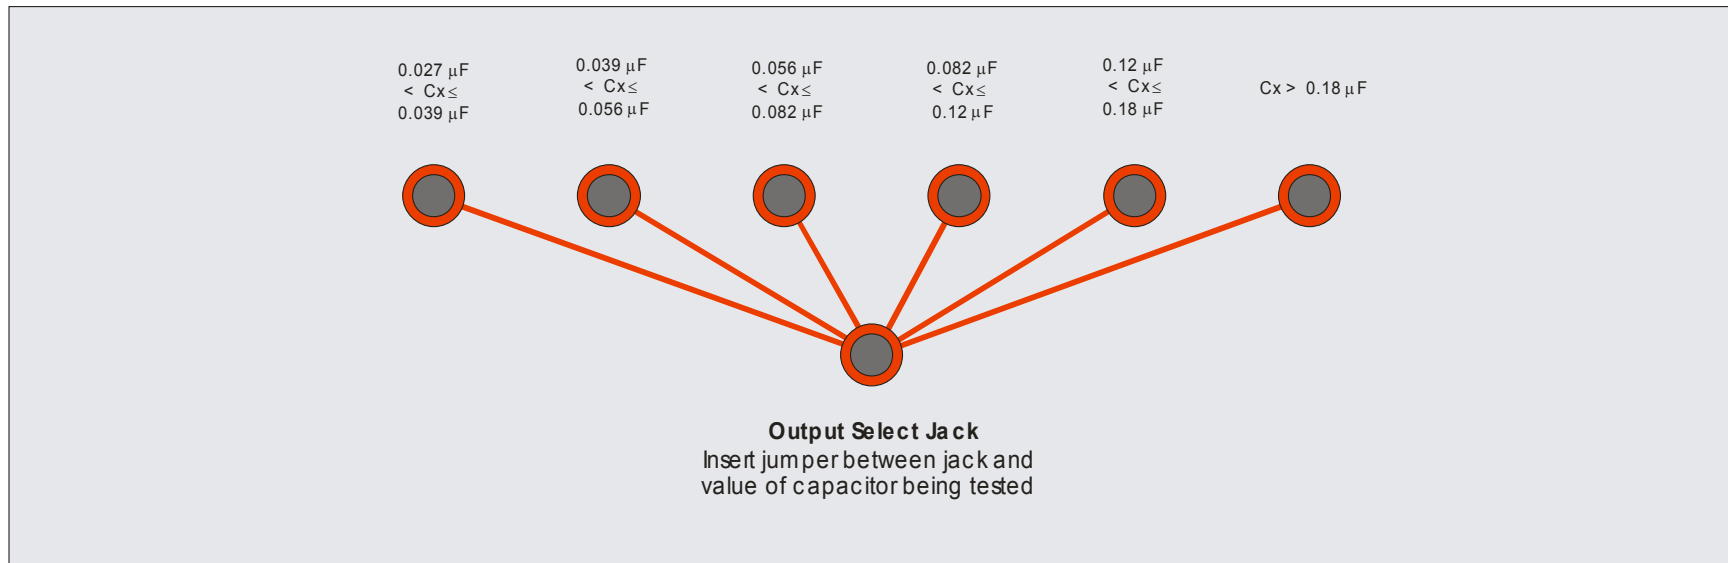 0.027 μF
< Cx≤
0.039 μF
0.039 μF
< Cx≤
0.056 μF
0.056 μF
< Cx≤
0.082 μF
0.082 μF
< Cx≤
0.12 μF
0.12 μF
< Cx≤
0.18 μF
Cx > 0.18 μF
Output Select Jack
Insert jumper between jack and
value of capacitor being tested